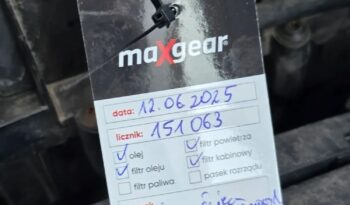 maxgear
data: 12.06.2025
licznik: 151 063
olej
filtr powietrza
filtr oleju
filtr kabinowy
filtr paliwa
pasek rozrządu